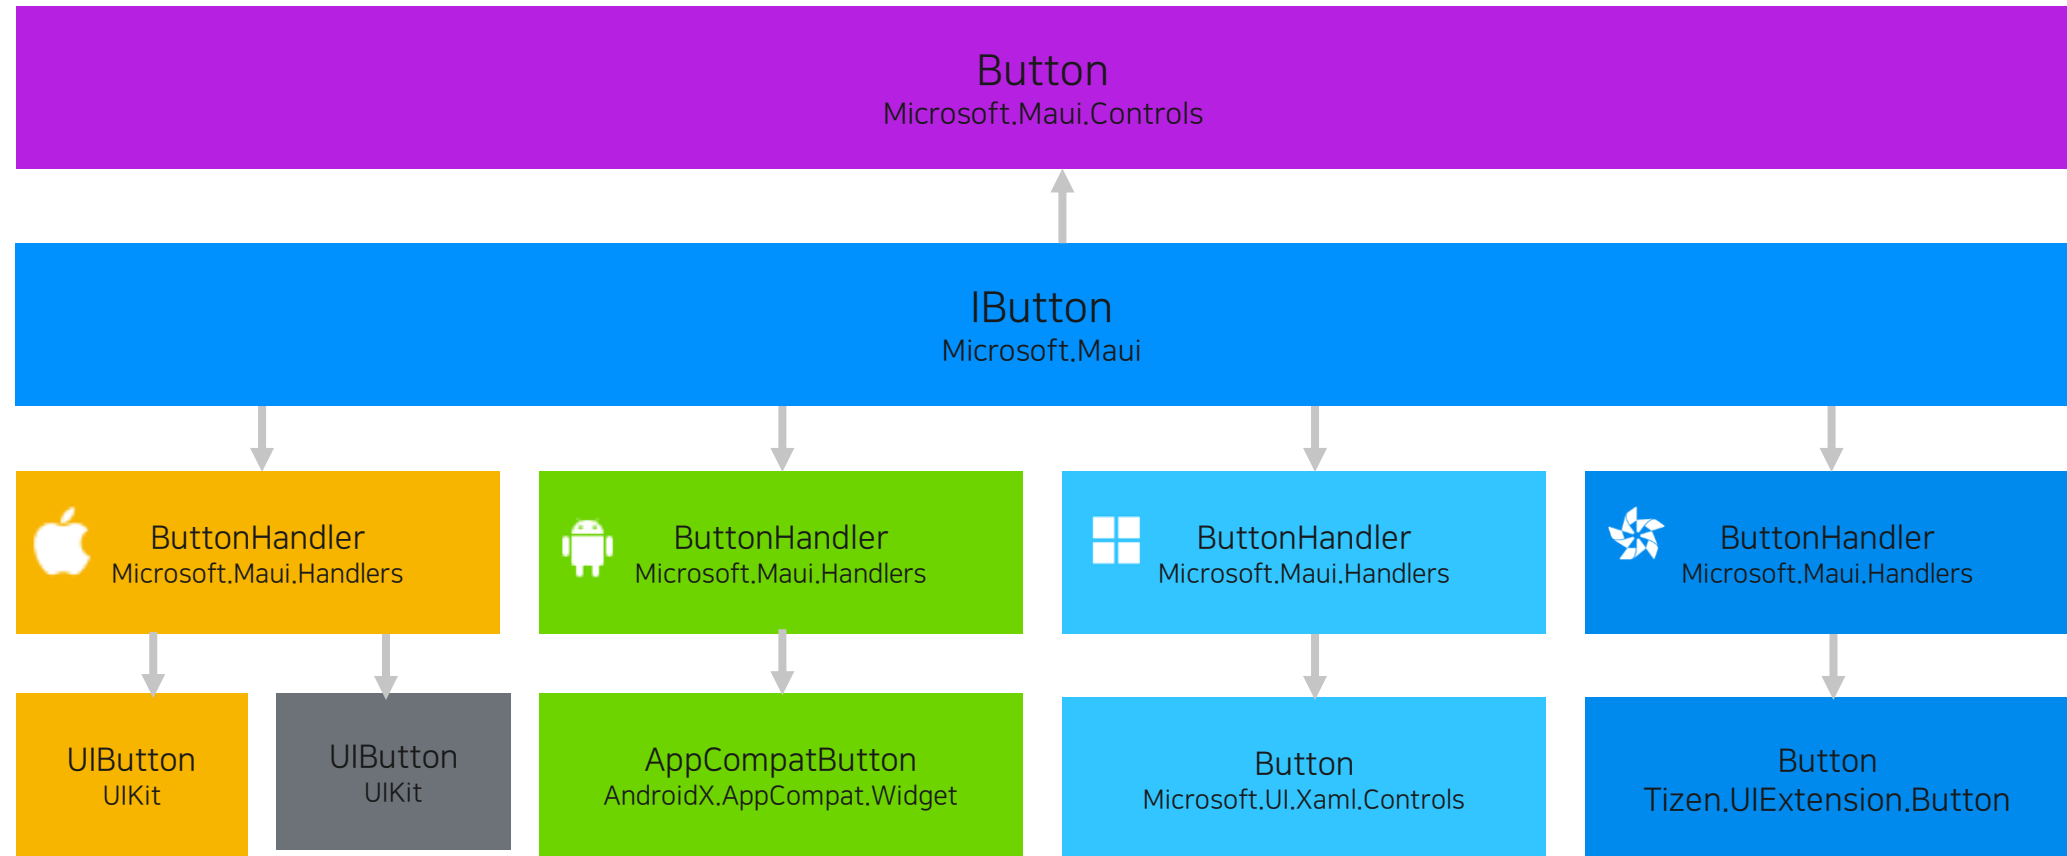 Button
Microsoft.Maui.Controls
IButton
Microsoft.Maui
ButtonHandler
Microsoft.Maui.Handlers
ButtonHandler
Microsoft.Maui.Handlers
ButtonHandler
Microsoft.Maui.Handlers
ButtonHandler
Microsoft.Maui.Handlers
UIButton
UIKit
UIButton
UIKit
AppCompatButton
AndroidX.AppCompat.Widget
Button
Microsoft.UI.Xaml.Controls
Button
Tizen.UIExtension.Button